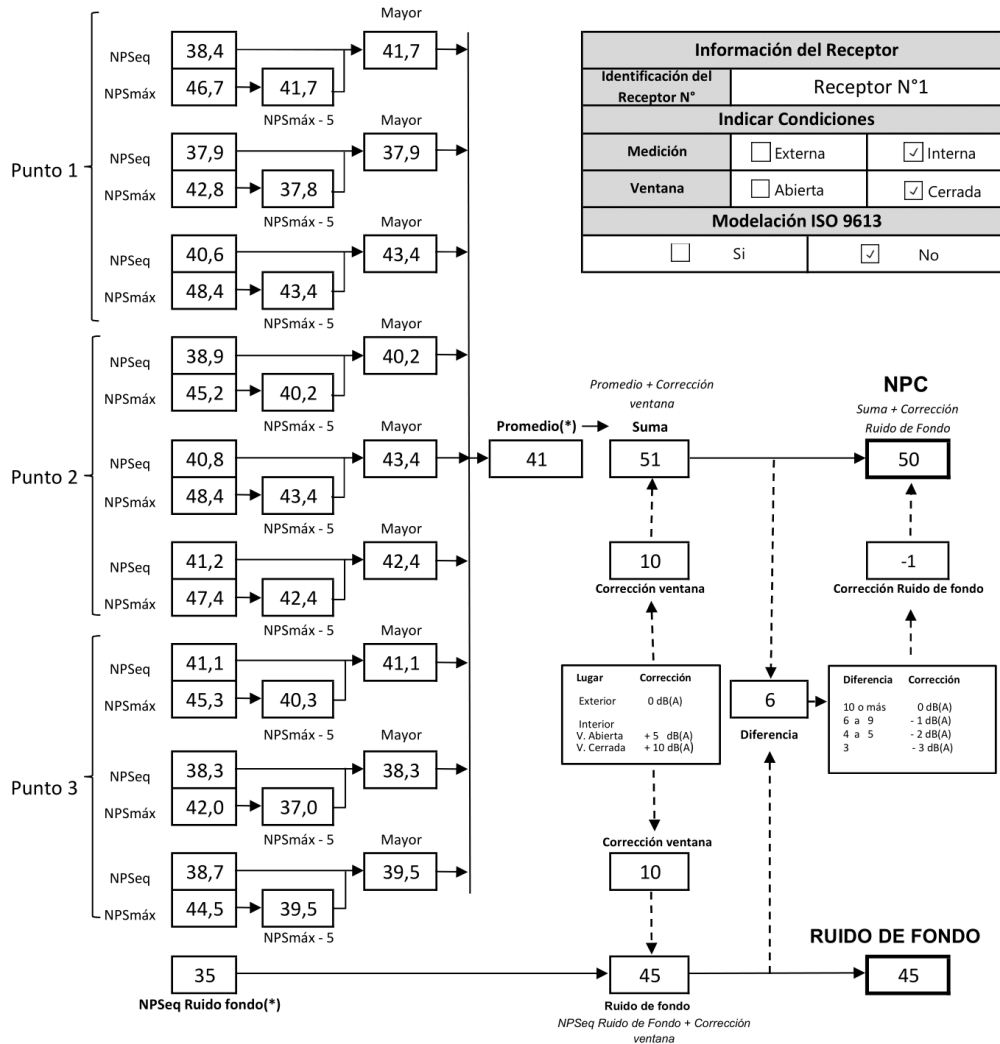 Mayor
NPSeq 38,4 41,7
NPSmáx 46,7 41,7
NPSmáx - 5
Mayor
NPSeq 37,9 37,9
NPSmáx 42,8 37,8
NPSmáx - 5
Punto 1
Mayor
NPSeq 40,6 43,4
NPSmáx 48,4 43,4
NPSmáx - 5
Mayor
NPSeq 38,9 40,2
NPSmáx 45,2 40,2
NPSmáx - 5
Mayor
NPSeq 40,8 43,4
NPSmáx 48,4 43,4
NPSmáx - 5
Punto 2
Mayor
NPSeq 41,2 42,4
NPSmáx 47,4 42,4
NPSmáx - 5
Mayor
NPSeq 41,1 41,1
NPSmáx 45,3 40,3
NPSmáx - 5
Mayor
NPSeq 38,3 38,3
NPSmáx 42,0 37,0
NPSmáx - 5
Punto 3
Mayor
NPSeq 38,7 39,5
NPSmáx 44,5 39,5
NPSmáx - 5
35
NPSeq Ruido fondo(*)
Información del Receptor
Identificación del
Receptor N°
Receptor N°1
Indicar Condiciones
Medición Externa Interna
Ventana Abierta Cerrada
Modelación ISO 9613
Si No
Promedio(*)
41
Promedio + Corrección
ventana
Suma
51
NPC
Suma + Corrección
Ruido de Fondo
50
10
Corrección ventana
-1
Corrección Ruido de fondo
Lugar Corrección
Exterior 0 dB(A)
Interior
V. Abierta + 5 dB(A)
V. Cerrada + 10 dB(A)
6
Diferencia
Diferencia Corrección
10 o más 0 dB(A)
6 a 9 - 1 dB(A)
4 a 5 - 2 dB(A)
3 - 3 dB(A)
Corrección ventana
10
45
Ruido de fondo
NPSeq Ruido de Fondo + Corrección
ventana
RUIDO DE FONDO
45